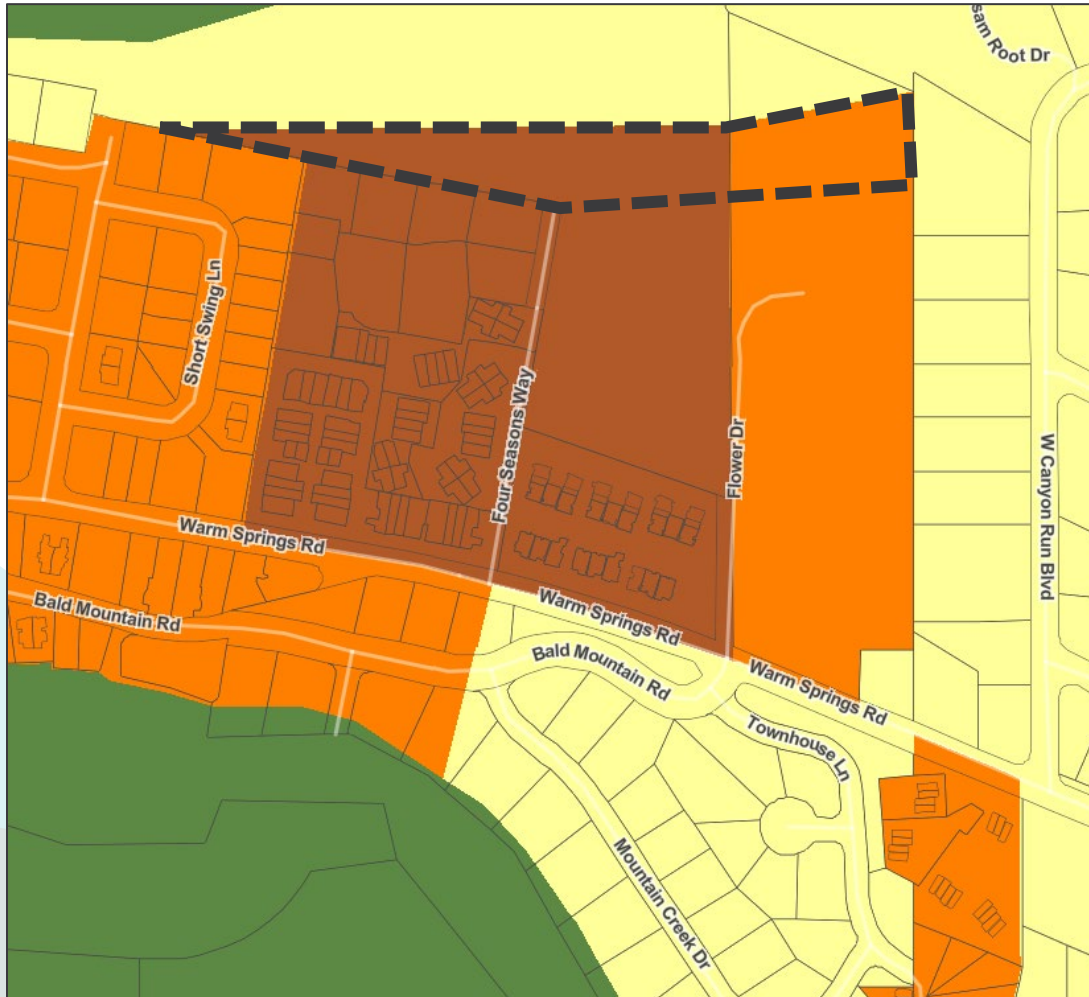 Root Dr
Short Swing Ln
Four Seasons Way
Flower Dr
W Canyon Run Blvd
Warm Springs Rd
Bald Mountain Rd
Warm Springs Rd
Bald Mountain Rd
Warm Springs Rd
Townhouse Ln
Mountain Creek Dr